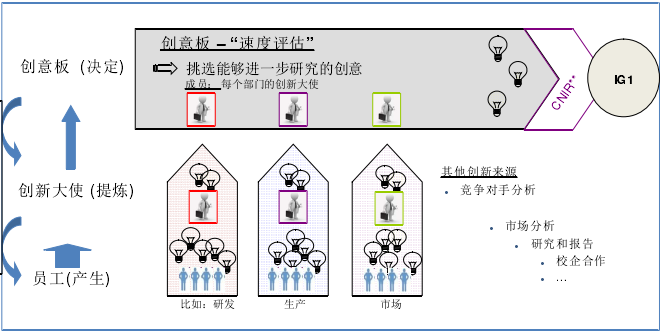 创意板 – “速度评估”
创意板 (决定)
挑选能够进一步研究的创意
成员: 每个部门的创新大使
CNIR**
IG1
创新大使 (提炼)
其他创新来源
• 竞争对手分析
• 市场分析
• 研究和报告
• 校企合作
• ...
员工(产生)
比如: 研发
生产
市场